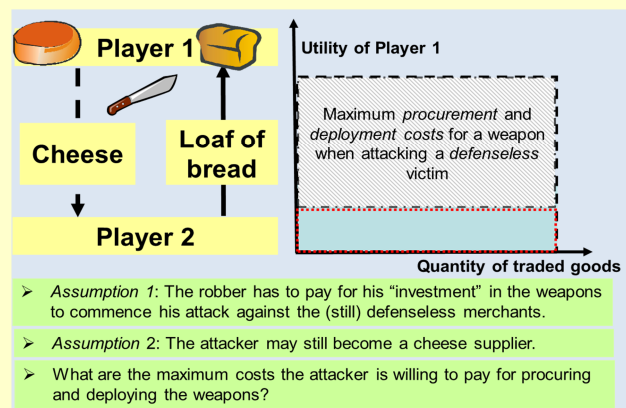 Player 1
Utility of Player 1
Maximum procurement and
deployment costs for a weapon
when attacking a defenseless
victim
Cheese
Loaf of
bread
Player 2
Quantity of traded goods
➢ Assumption 1: The robber has to pay for his “investment” in the weapons
to commence his attack against the (still) defenseless merchants.
➢ Assumption 2: The attacker may still become a cheese supplier.
➢ What are the maximum costs the attacker is willing to pay for procuring
and deploying the weapons?